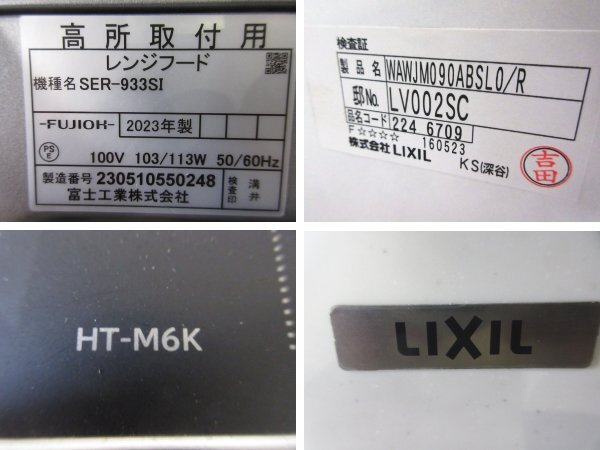 高所取付用
レンジフード
機種名 SER-933SI
-FUJIOH- 2023年製
PSE 100V 103/113W 50/60Hz
製造番号 230510550248 検査印 溝井
富士工業株式会社
検査証
製品名 WAWJM090ABSL0/R
邸No. LV002SC
品名コード 224 6709
F☆☆☆☆ 160523
株式会社 LIXIL KS(深谷)
吉田
HT-M6K
LIXIL